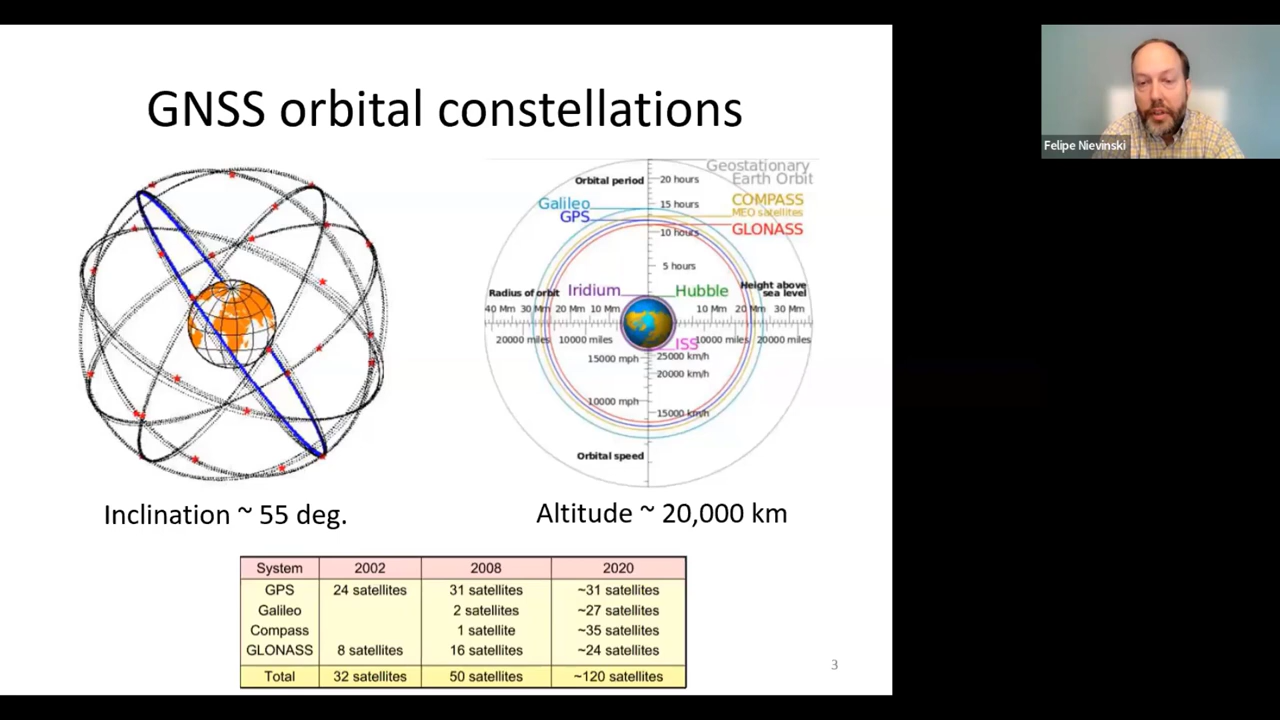 GNSS orbital constellations
Felipe Nievinski
Geostationary
Earth Orbit
Orbital period
20 hours
Galileo
15 hours
COMPASS
MEO satellites
GPS
10 hours
GLONASS
5 hours
Radius of orbit
Iridium
Hubble
Height above
sea level
40 Mm 30 Mm 20 Mm 10 Mm
10 Mm 20 Mm 30 Mm
20000 miles 10000 miles
ISS
10000 miles 20000 miles
15000 mph
25000 km/h
20000 km/h
10000 mph
15000 km/h
Orbital speed
Inclination ~ 55 deg.
Altitude ~ 20,000 km
System 2002 2008 2020
GPS 24 satellites 31 satellites ~31 satellites
Galileo 2 satellites ~27 satellites
Compass 1 satellite ~35 satellites
GLONASS 8 satellites 16 satellites ~24 satellites
Total 32 satellites 50 satellites ~120 satellites
3